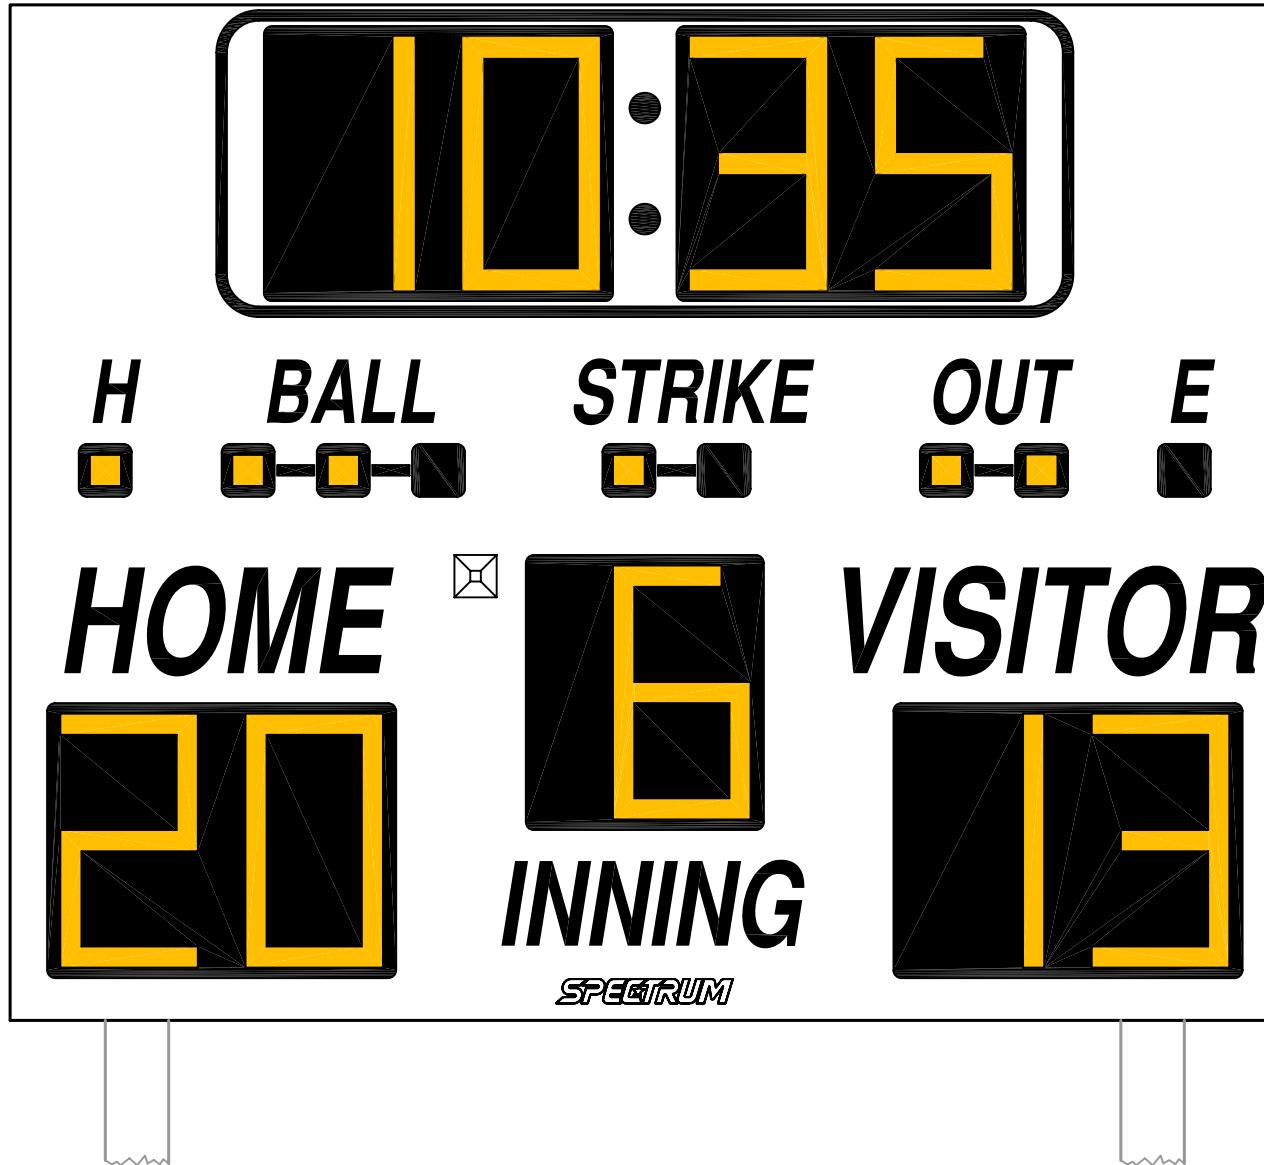 10:35
H BALL STRIKE OUT E
HOME 6 VISITOR
20 13
INNING
SPECTRUM